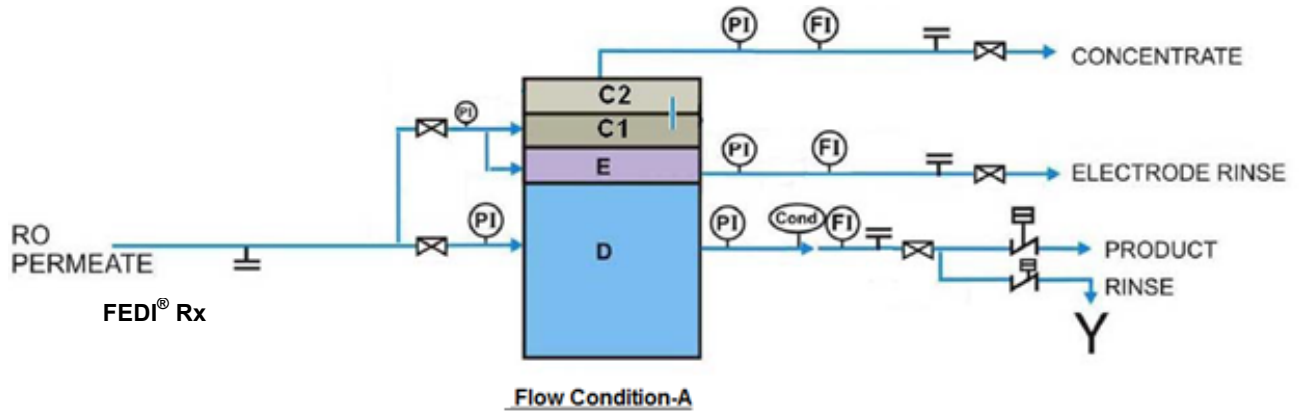 PI FI
CONCENTRATE
C2
PI
C1
E
PI FI
ELECTRODE RINSE
RO
PERMEATE
PI
D
PI Cond FI
PRODUCT
RINSE
FEDI® Rx
Flow Condition-A